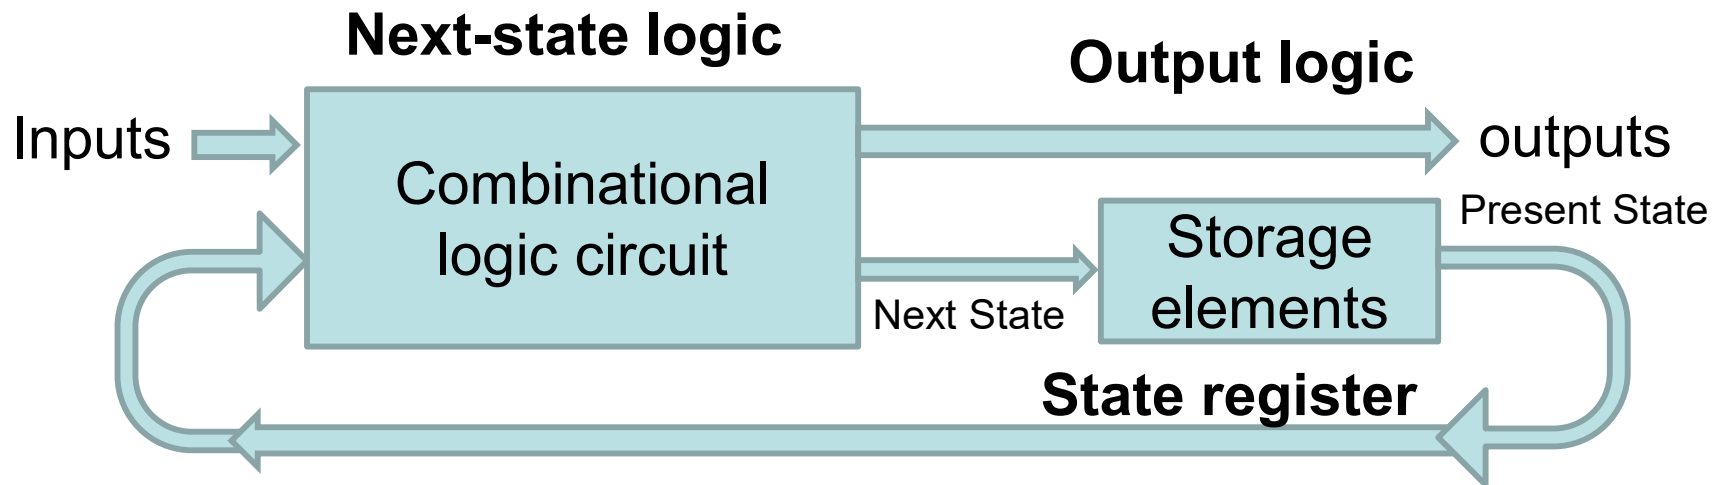 Next-state logic
Output logic
Inputs
outputs
Combinational
logic circuit
Present State
Storage
elements
Next State
State register